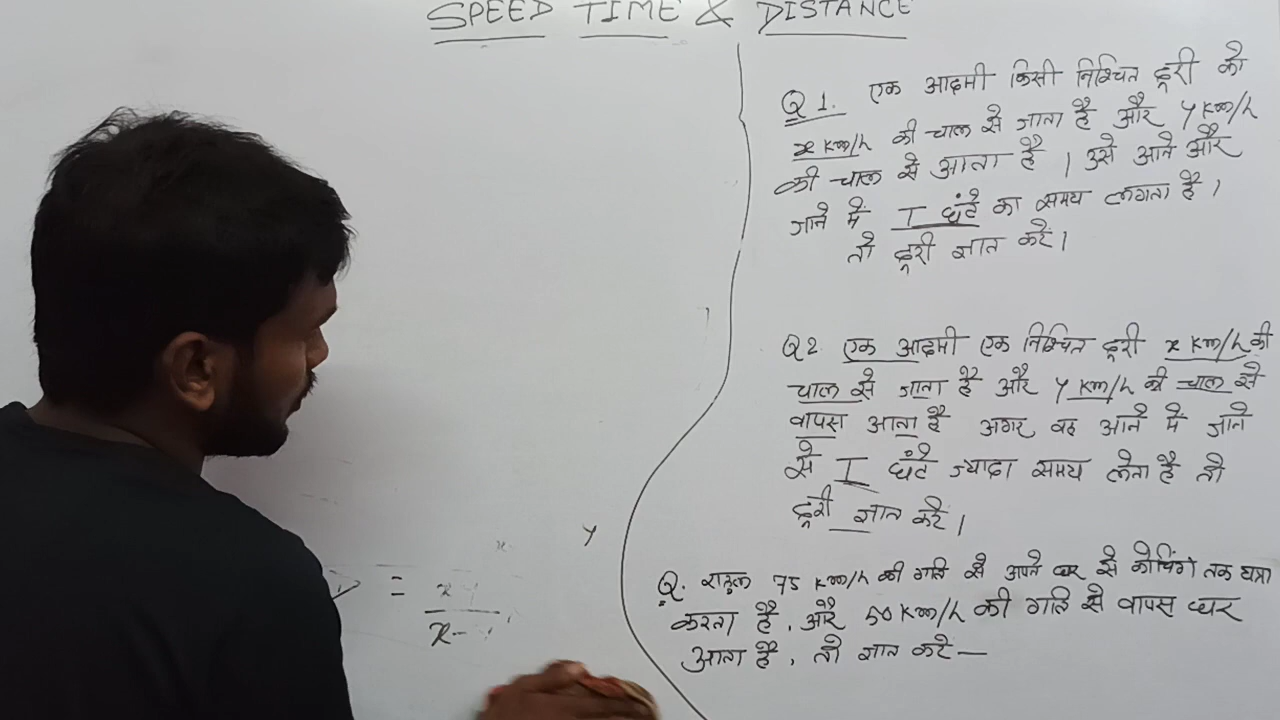 SPEED TIME & DISTANCE
Q 1. एक आदमी किसी निश्चित दूरी को
x Km/h की चाल से जाता है और y Km/h
की चाल से आता है । उसे आने और
जाने में T घंटे का समय लगता है ।
तो दूरी ज्ञात करें ।
Q2. एक आदमी एक निश्चित दूरी x Km/h की
चाल से जाता है और y Km/h की चाल से
वापस आता है अगर वह आने में जाने
से T घंटे ज्यादा समय लेता है तो
दूरी ज्ञात करें ।
Q. राहुल 75 Km/h की गति से अपने घर से कोचिंग तक यात्रा
करता है, और 50 Km/h की गति से वापस घर
आता है, तो ज्ञात करे —
y
=
x -